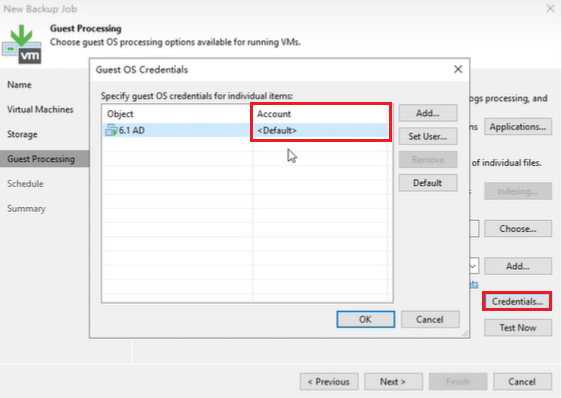 New Backup Job
Guest Processing
Choose guest OS processing options available for running VMs.
vm
Name
Virtual Machines
Storage
Guest Processing
Schedule
Summary
Guest OS Credentials
Specify guest OS credentials for individual items:
Object Account
6.1 AD <Default>
Add...
Set User...
Remove
Default
OK Cancel
ogs processing, and
Applications...
of individual files.
Indexing...
Choose...
Add...
Credentials...
Test Now
< Previous Next > Finish Cancel